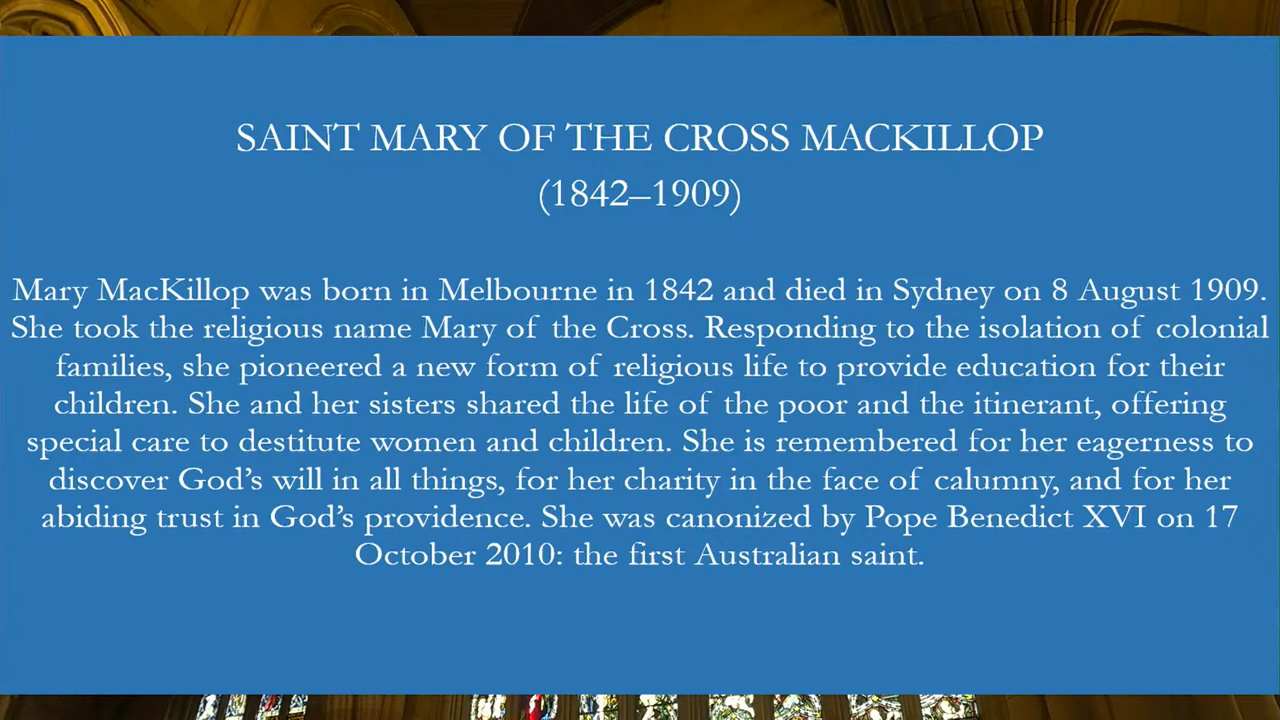 SAINT MARY OF THE CROSS MACKILLOP
(1842–1909)
Mary MacKillop was born in Melbourne in 1842 and died in Sydney on 8 August 1909.
She took the religious name Mary of the Cross. Responding to the isolation of colonial
families, she pioneered a new form of religious life to provide education for their
children. She and her sisters shared the life of the poor and the itinerant, offering
special care to destitute women and children. She is remembered for her eagerness to
discover God’s will in all things, for her charity in the face of calumny, and for her
abiding trust in God’s providence. She was canonized by Pope Benedict XVI on 17
October 2010: the first Australian saint.